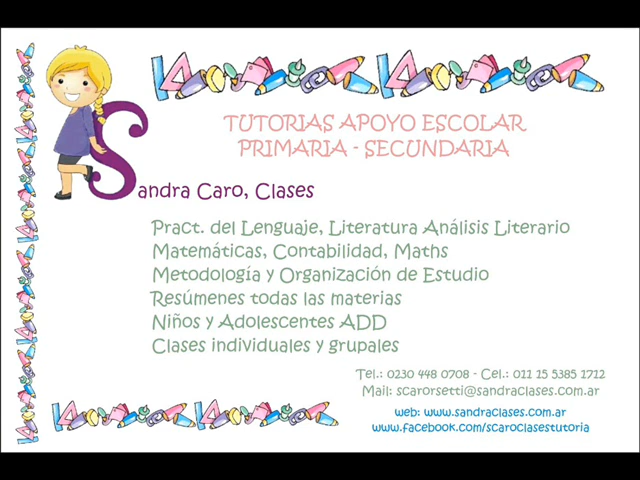 TUTORIAS APOYO ESCOLAR
PRIMARIA - SECUNDARIA
Sandra Caro, Clases
Pract. del Lenguaje, Literatura Análisis Literario
Matemáticas, Contabilidad, Maths
Metodología y Organización de Estudio
Resúmenes todas las materias
Niños y Adolescentes ADD
Clases individuales y grupales
Tel.: 0230 448 0708 - Cel.: 011 15 5385 1712
Mail: scarorsetti@sandraclases.com.ar
web: www.sandraclases.com.ar
www.facebook.com/scaroclasestutoria